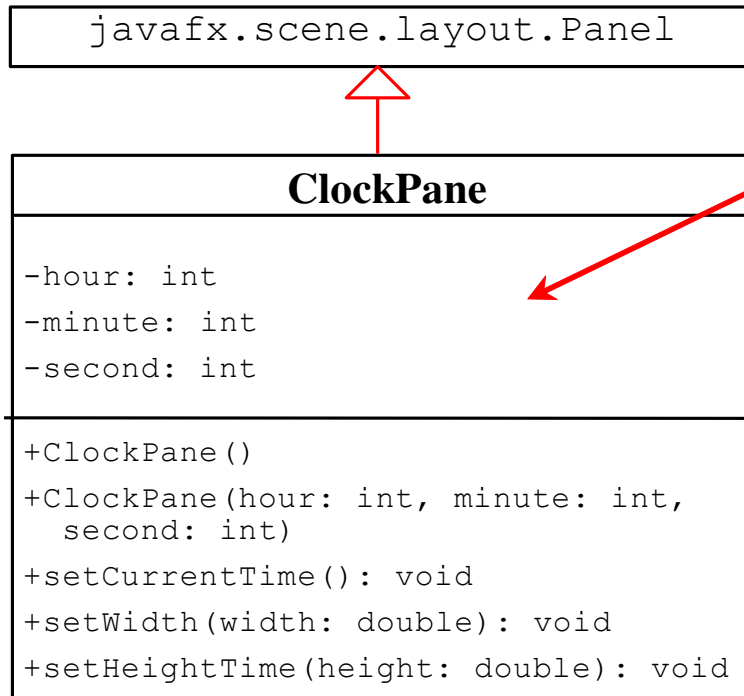 javafx.scene.layout.Panel
ClockPane
-hour: int
-minute: int
-second: int
+ClockPane()
+ClockPane(hour: int, minute: int,
second: int)
+setCurrentTime(): void
+setWidth(width: double): void
+setHeightTime(height: double): void